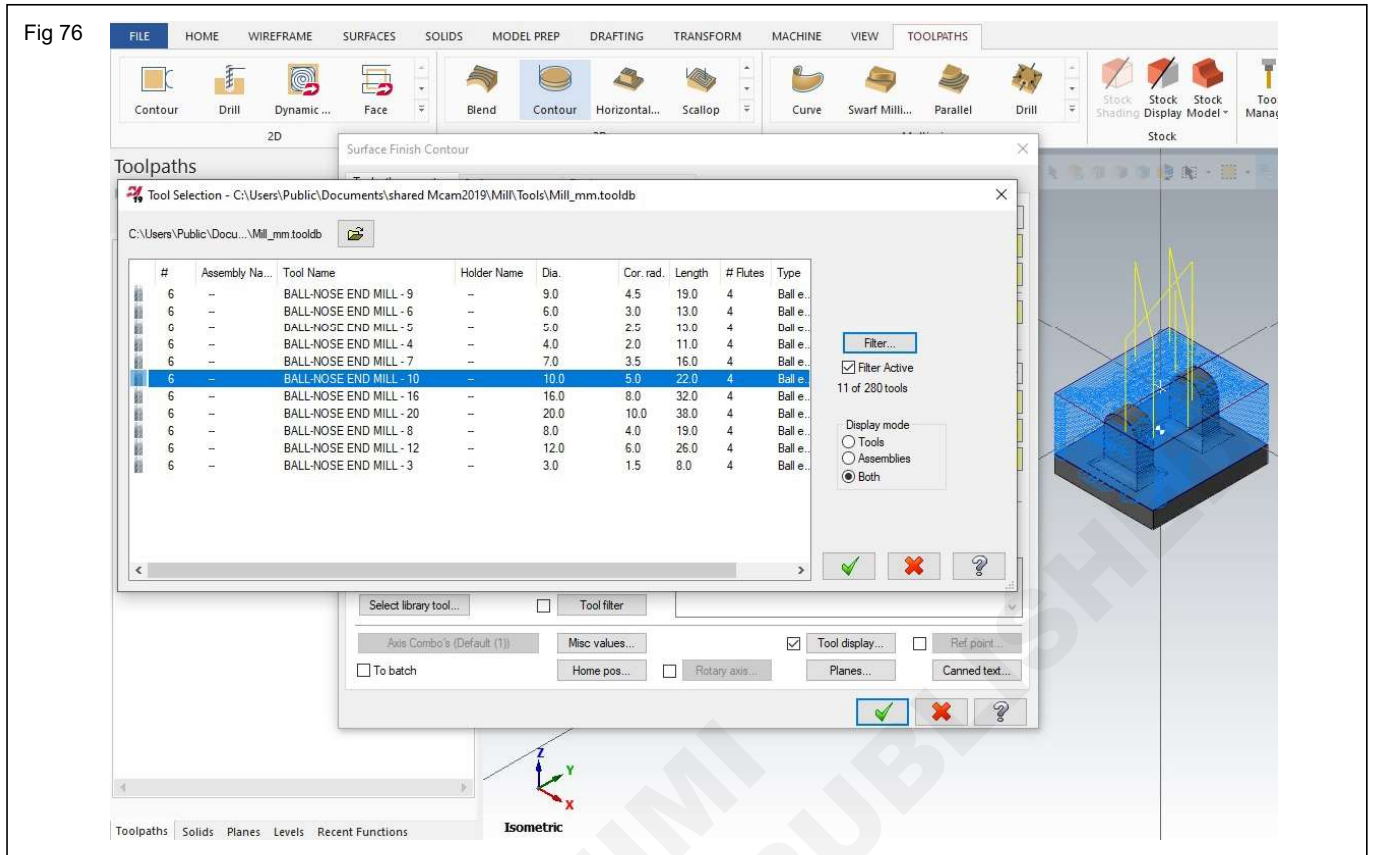 Fig 76
FILE HOME WIREFRAME SURFACES SOLIDS MODEL PREP DRAFTING TRANSFORM MACHINE VIEW TOOLPATHS
Contour Drill Dynamic ... Face Blend Contour Horizontal... Scallop Curve Swarf Milli... Parallel Drill Stock Shading Stock Display Stock Model Too Manag
2D Stock
Toolpaths
Surface Finish Contour
Tool Selection - C:\Users\Public\Documents\shared Mcam2019\Mill\Tools\Mill_mm.tooldb
C:\Users\Public\Docu...\Mill_mm.tooldb
# Assembly Na... Tool Name Holder Name Dia. Cor. rad. Length # Flutes Type
6 -- BALL-NOSE END MILL - 9 -- 9.0 4.5 19.0 4 Ball e..
6 -- BALL-NOSE END MILL - 6 -- 6.0 3.0 13.0 4 Ball e..
6 -- BALL-NOSE END MILL - 5 -- 5.0 2.5 13.0 4 Ball e..
6 -- BALL-NOSE END MILL - 4 -- 4.0 2.0 11.0 4 Ball e..
6 -- BALL-NOSE END MILL - 7 -- 7.0 3.5 16.0 4 Ball e..
6 -- BALL-NOSE END MILL - 10 -- 10.0 5.0 22.0 4 Ball e..
6 -- BALL-NOSE END MILL - 16 -- 16.0 8.0 32.0 4 Ball e..
6 -- BALL-NOSE END MILL - 20 -- 20.0 10.0 38.0 4 Ball e..
6 -- BALL-NOSE END MILL - 8 -- 8.0 4.0 19.0 4 Ball e..
6 -- BALL-NOSE END MILL - 12 -- 12.0 6.0 26.0 4 Ball e..
6 -- BALL-NOSE END MILL - 3 -- 3.0 1.5 8.0 4 Ball e..
Filter...
Filter Active
11 of 280 tools
Display mode
Tools
Assemblies
Both
Select library tool... Tool filter
Axis Combo's (Default (1)) Misc values... Tool display... Ref point...
To batch Home pos... Rotary axis... Planes... Canned text...
Z
Y
X
Isometric
Toolpaths Solids Planes Levels Recent Functions